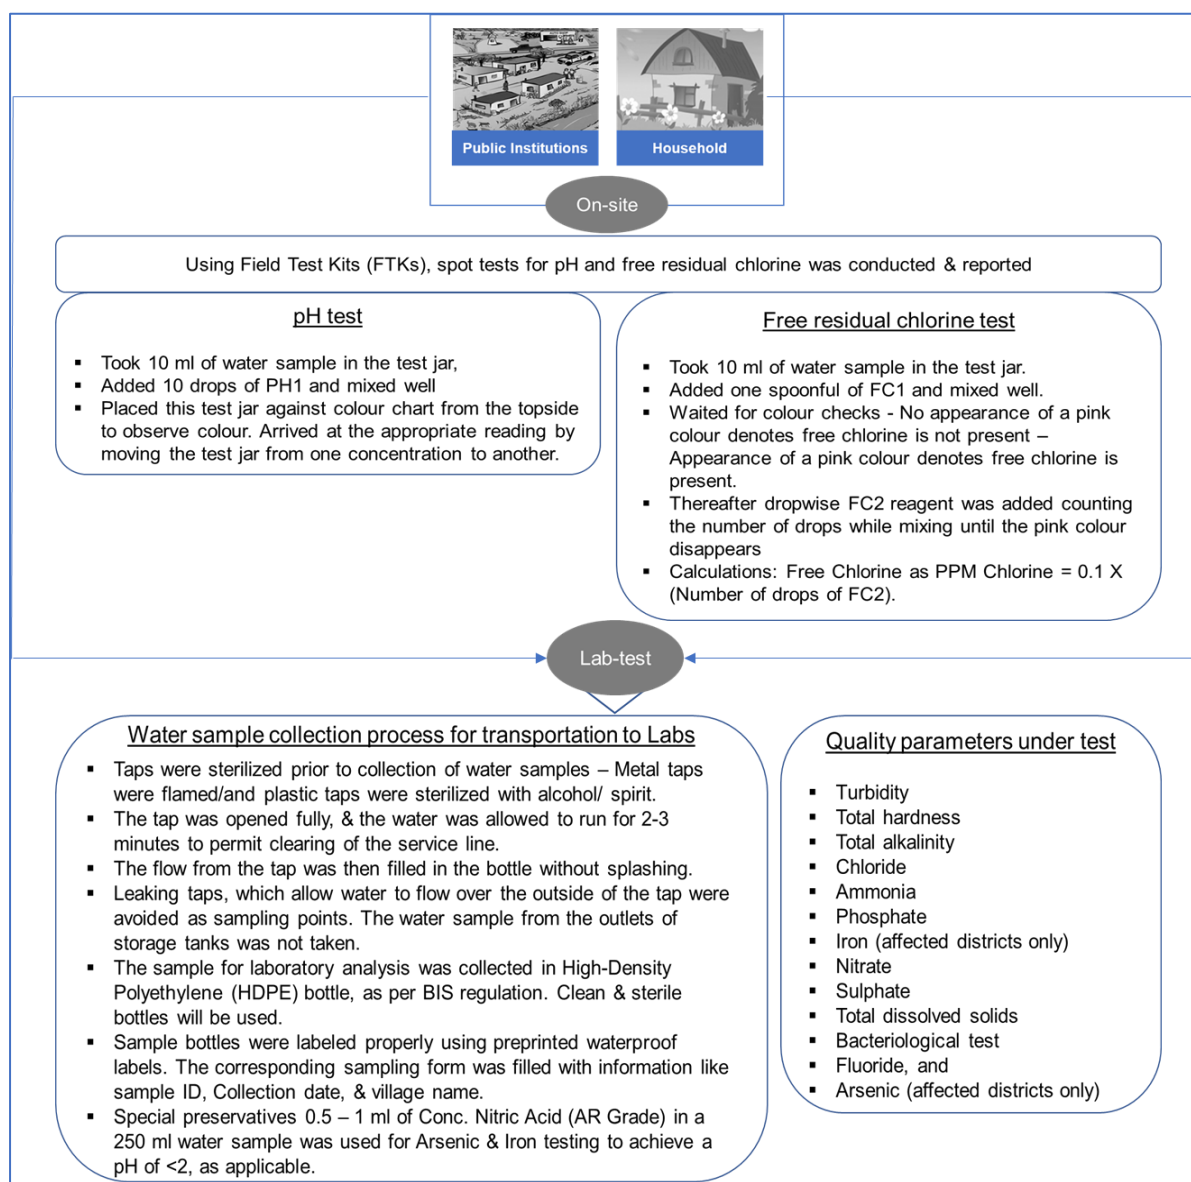 Public Institutions
Household
On-site
Using Field Test Kits (FTKs), spot tests for pH and free residual chlorine was conducted & reported
pH test
▪ Took 10 ml of water sample in the test jar,
▪ Added 10 drops of PH1 and mixed well
▪ Placed this test jar against colour chart from the topside
to observe colour. Arrived at the appropriate reading by
moving the test jar from one concentration to another.
Free residual chlorine test
▪ Took 10 ml of water sample in the test jar.
▪ Added one spoonful of FC1 and mixed well.
▪ Waited for colour checks - No appearance of a pink
colour denotes free chlorine is not present –
Appearance of a pink colour denotes free chlorine is
present.
▪ Thereafter dropwise FC2 reagent was added counting
the number of drops while mixing until the pink colour
disappears
▪ Calculations: Free Chlorine as PPM Chlorine = 0.1 X
(Number of drops of FC2).
Lab-test
Water sample collection process for transportation to Labs
▪ Taps were sterilized prior to collection of water samples – Metal taps
were flamed/and plastic taps were sterilized with alcohol/ spirit.
▪ The tap was opened fully, & the water was allowed to run for 2-3
minutes to permit clearing of the service line.
▪ The flow from the tap was then filled in the bottle without splashing.
▪ Leaking taps, which allow water to flow over the outside of the tap were
avoided as sampling points. The water sample from the outlets of
storage tanks was not taken.
▪ The sample for laboratory analysis was collected in High-Density
Polyethylene (HDPE) bottle, as per BIS regulation. Clean & sterile
bottles will be used.
▪ Sample bottles were labeled properly using preprinted waterproof
labels. The corresponding sampling form was filled with information like
sample ID, Collection date, & village name.
▪ Special preservatives 0.5 – 1 ml of Conc. Nitric Acid (AR Grade) in a
250 ml water sample was used for Arsenic & Iron testing to achieve a
pH of <2, as applicable.
Quality parameters under test
▪ Turbidity
▪ Total hardness
▪ Total alkalinity
▪ Chloride
▪ Ammonia
▪ Phosphate
▪ Iron (affected districts only)
▪ Nitrate
▪ Sulphate
▪ Total dissolved solids
▪ Bacteriological test
▪ Fluoride, and
▪ Arsenic (affected districts only)